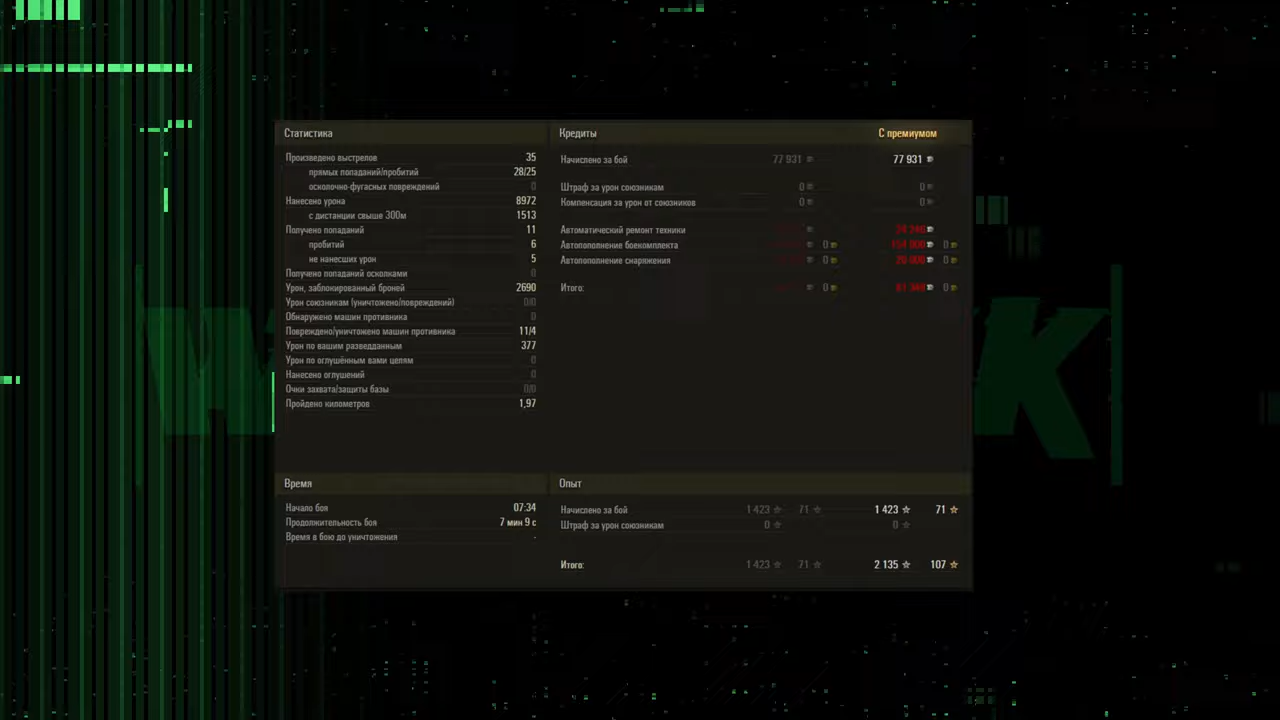 Статистика
Произведено выстрелов 35
прямых попаданий/пробитий 28/25
осколочно-фугасных повреждений 0
Нанесено урона 8972
с дистанции свыше 300м 1513
Получено попаданий 11
пробитий 6
не нанесших урон 5
Получено попаданий осколками 0
Урон, заблокированный броней 2690
Урон союзникам (уничтожено/повреждений) 0/0
Обнаружено машин противника 0
Повреждено/уничтожено машин противника 11/4
Урон по вашим разведданным 377
Урон по оглушённым вами целям 0
Нанесено оглушений 0
Очки захвата/защиты базы 0/0
Пройдено километров 1,97
Кредиты С премиумом
Начислено за бой 77 931 77 931
Штраф за урон союзникам 0 0
Компенсация за урон от союзников 0 0
Автоматический ремонт техники
Автопополнение боекомплекта 0 0
Автопополнение снаряжения 0 0
Итого: 0 0
Время
Начало боя 07:34
Продолжительность боя 7 мин 9 с
Время в бою до уничтожения -
Опыт
Начислено за бой 1 423 71 1 423 71
Штраф за урон союзникам 0 0
Итого: 1 423 71 2 135 107